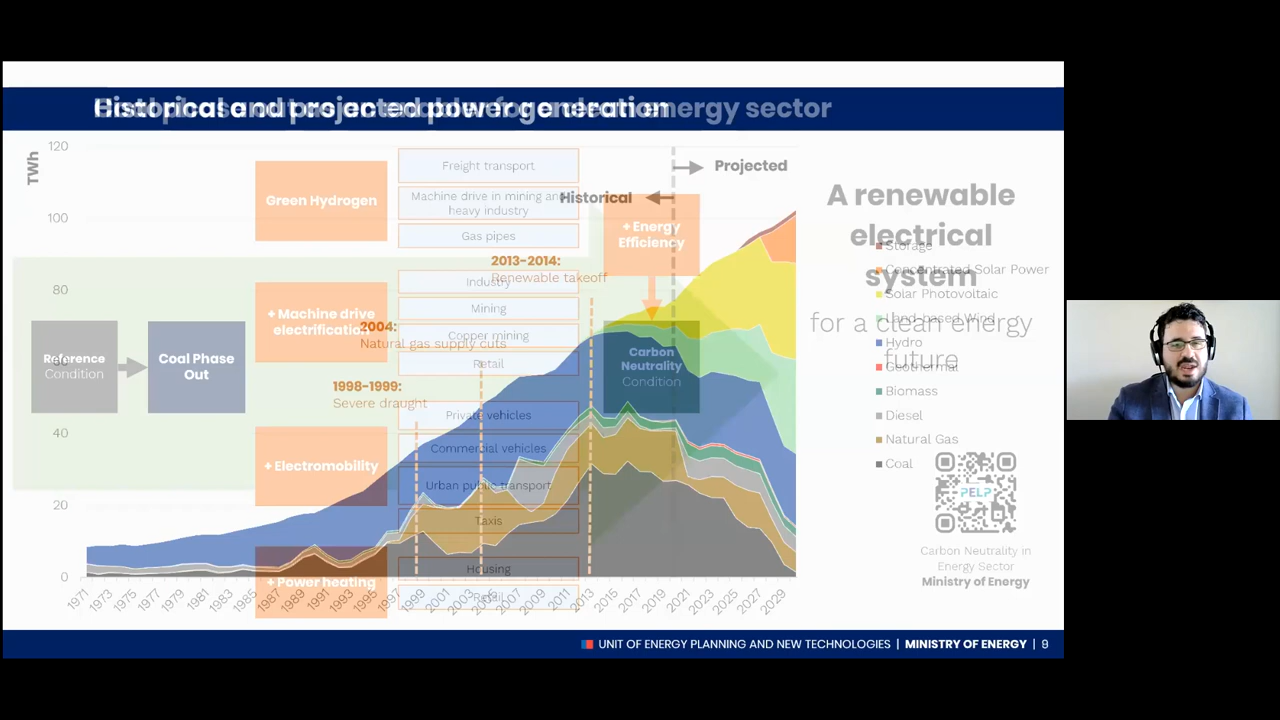 Historical and projected power generation
energy sector
TWh
120
100
80
60
40
20
0
Projected
Historical
2013-2014:
Renewable takeoff
2004:
Natural gas supply cuts
1998-1999:
Severe draught
1971
1973
1975
1977
1979
1981
1983
1985
1987
1989
1991
1993
1995
1997
1999
2001
2003
2005
2007
2009
2011
2013
2015
2017
2019
2021
2023
2025
2027
2029
Storage
Concentrated Solar Power
Solar Photovoltaic
Land-based Wind
Hydro
Geothermal
Biomass
Diesel
Natural Gas
Coal
Reference
Condition
Coal Phase
Out
Green Hydrogen
+ Machine drive
electrification
+ Electromobility
+ Power heating
Freight transport
Machine drive in mining and
heavy industry
Gas pipes
Industry
Mining
Copper mining
Retail
Private vehicles
Commercial vehicles
Urban public transport
Taxis
Housing
Retail
+ Energy
Efficiency
Carbon
Neutrality
Condition
A renewable
electrical
system
for a clean energy
future
PELP
Carbon Neutrality in
Energy Sector
Ministry of Energy
UNIT OF ENERGY PLANNING AND NEW TECHNOLOGIES | MINISTRY OF ENERGY | 9